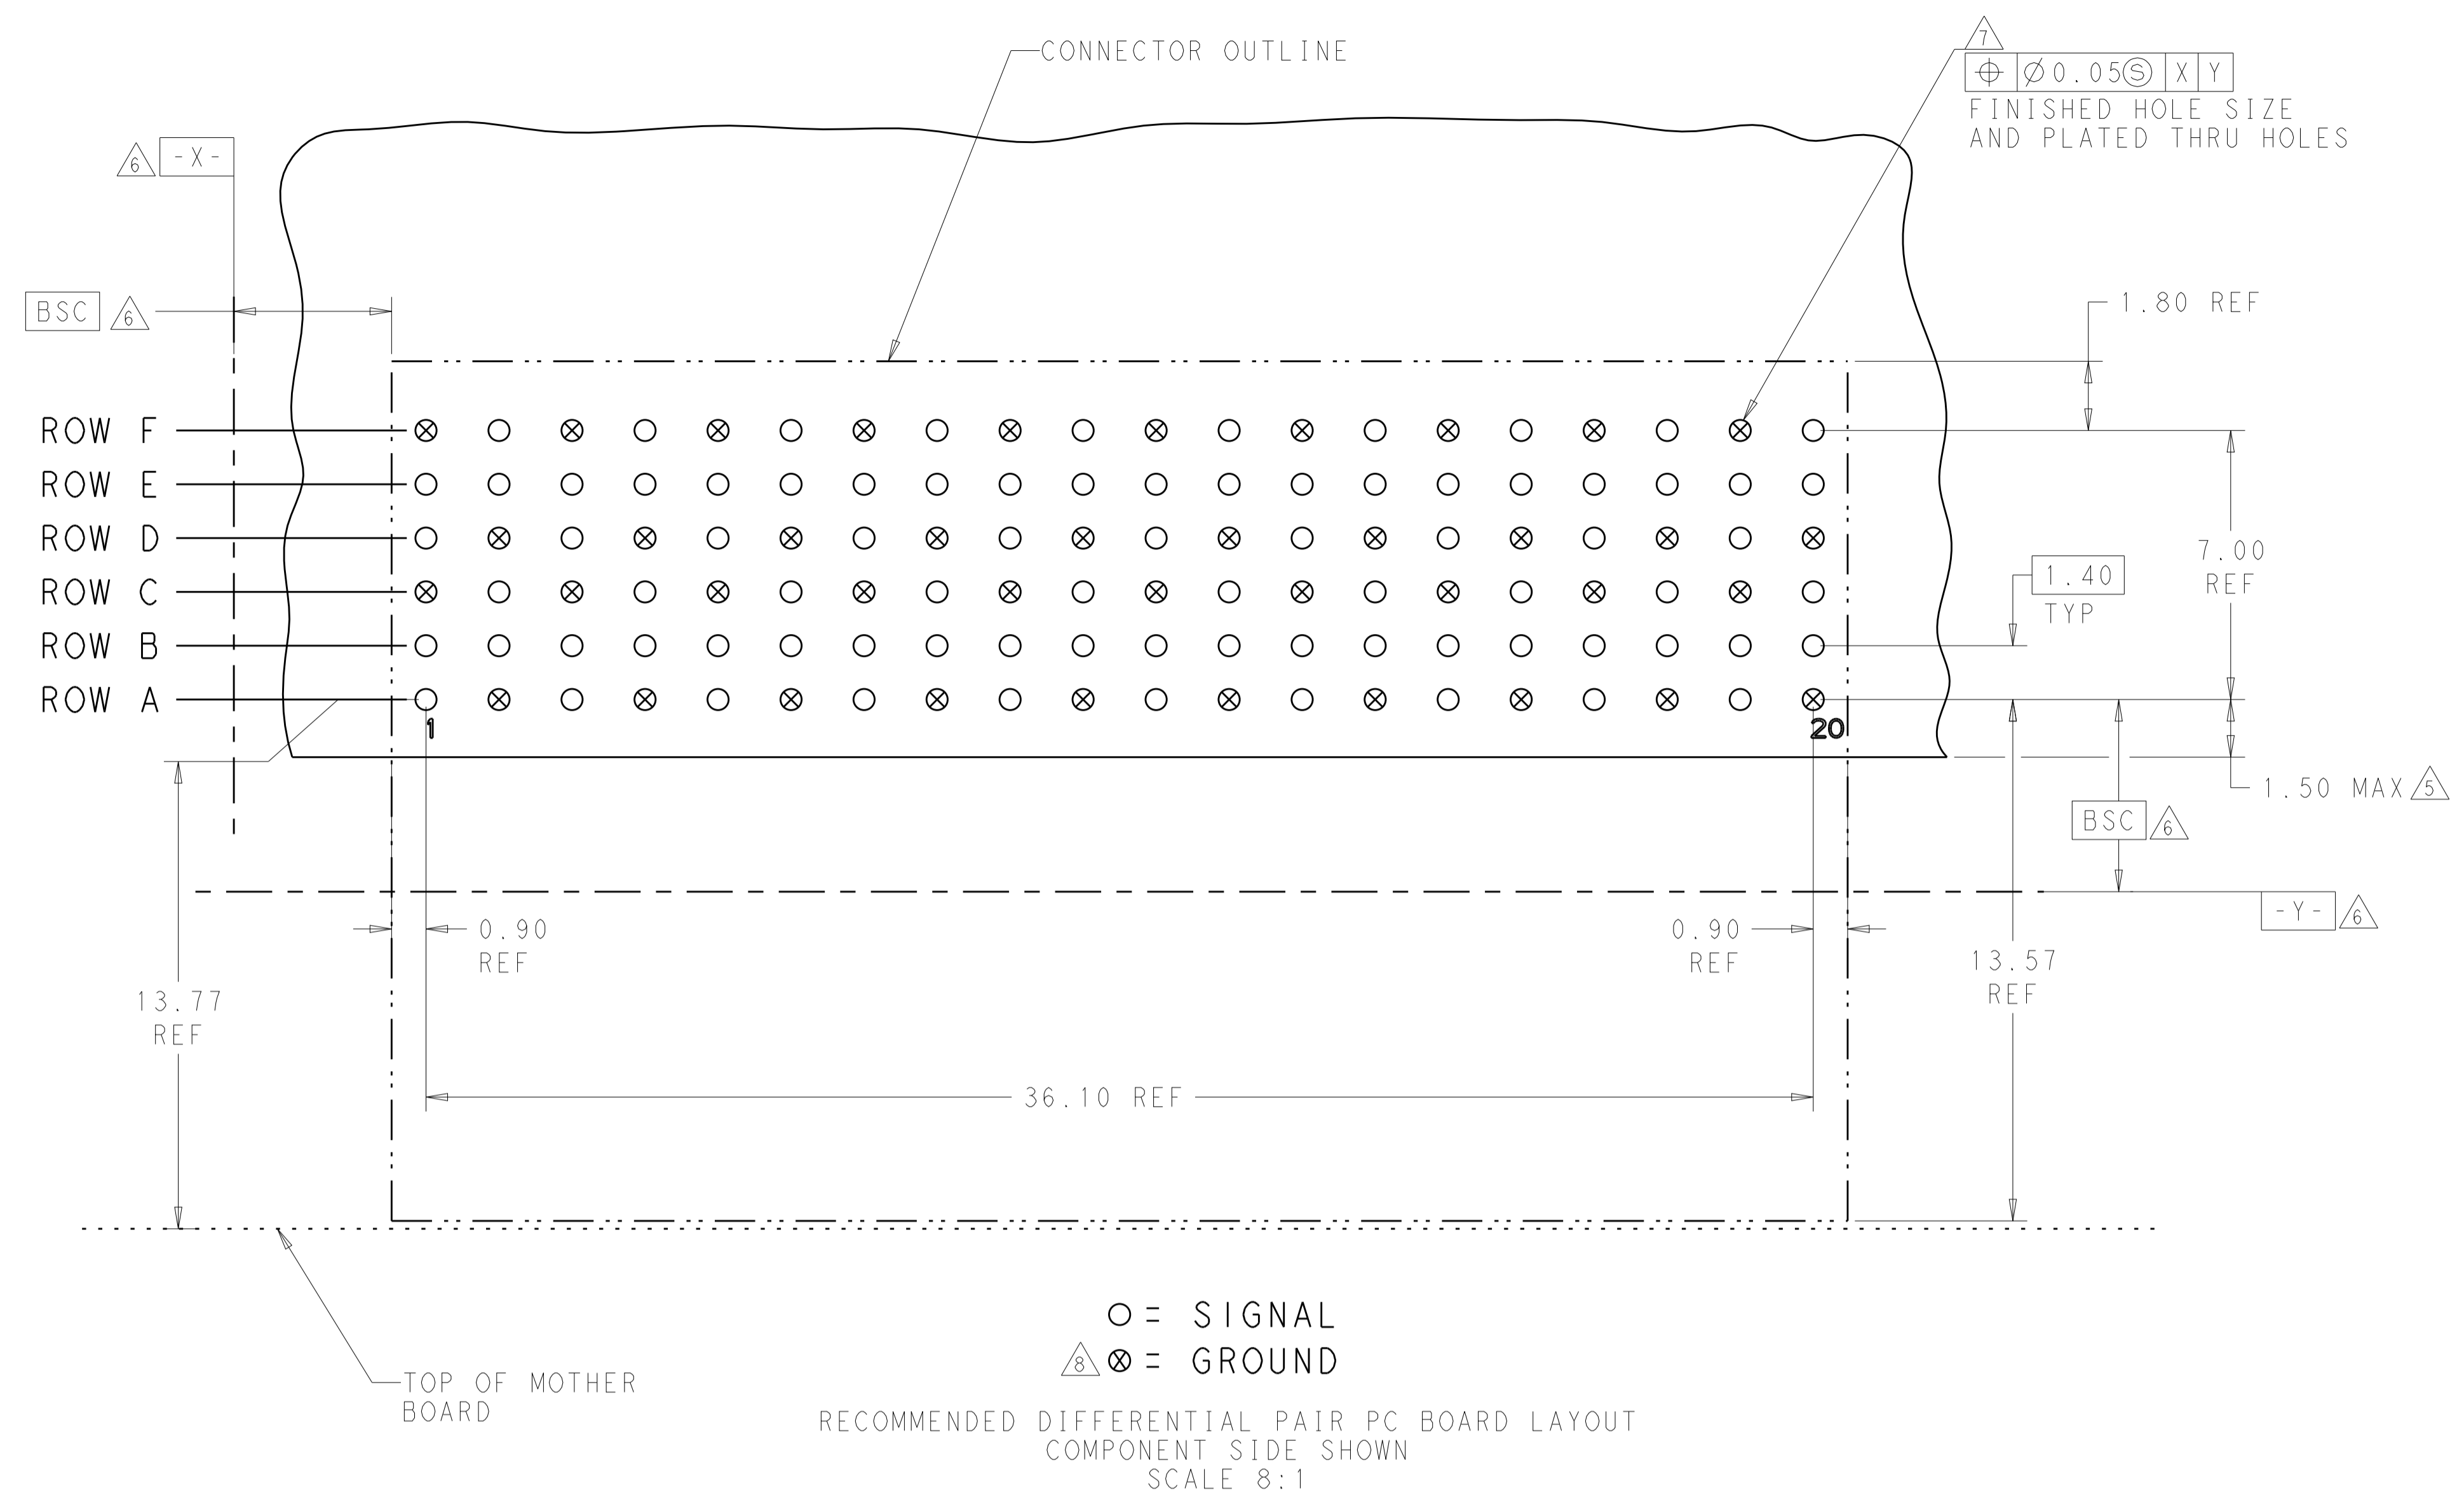 CONNECTOR OUTLINE
7
⌖ ⌀0.05Ⓢ X Y
FINISHED HOLE SIZE
AND PLATED THRU HOLES
6 -X-
BSC 6
1.80 REF
ROW F
ROW E
ROW D
ROW C
ROW B
ROW A
7.00
REF
1.40
TYP
1
20
1.50 MAX 5
BSC 6
-Y- 6
0.90
REF
0.90
REF
13.57
REF
13.77
REF
36.10 REF
= SIGNAL
8 = GROUND
TOP OF MOTHER
BOARD
RECOMMENDED DIFFERENTIAL PAIR PC BOARD LAYOUT
COMPONENT SIDE SHOWN
SCALE 8:1